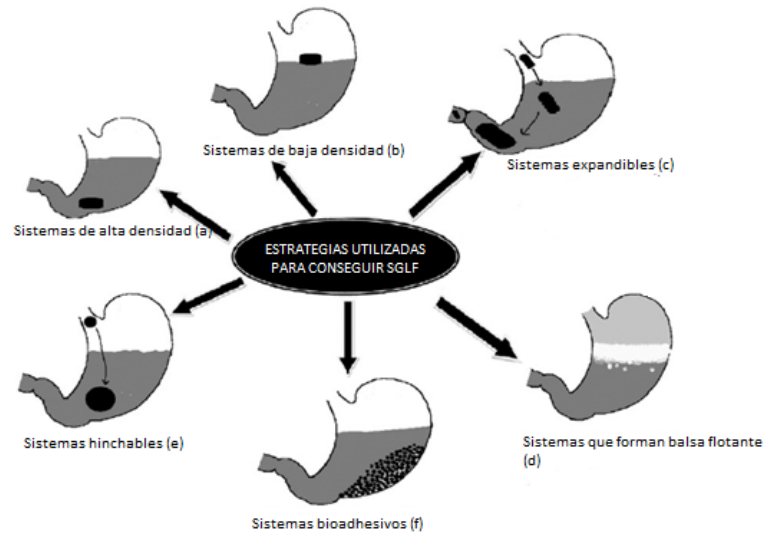 Sistemas de baja densidad (b)
Sistemas expandibles (c)
Sistemas de alta densidad (a)
ESTRATEGIAS UTILIZADAS
PARA CONSEGUIR SGLF
Sistemas hinchables (e)
Sistemas que forman balsa flotante
(d)
Sistemas bioadhesivos (f)